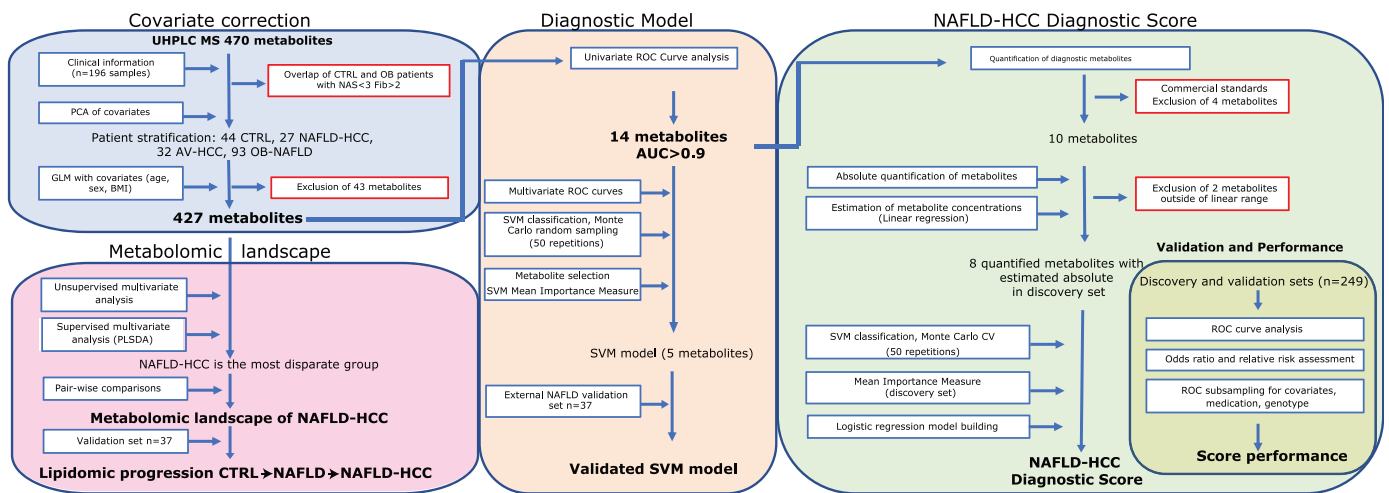 Covariate correction
UHPLC MS 470 metabolites
Clinical information
(n=196 samples)
Overlap of CTRL and OB patients
with NAS<3 Fib>2
PCA of covariates
Patient stratification: 44 CTRL, 27 NAFLD-HCC,
32 AV-HCC, 93 OB-NAFLD
GLM with covariates (age,
sex, BMI)
Exclusion of 43 metabolites
427 metabolites
Metabolomic landscape
Unsupervised multivariate
analysis
Supervised multivariate
analysis (PLSDA)
NAFLD-HCC is the most disparate group
Pair-wise comparisons
Metabolomic landscape of NAFLD-HCC
Validation set n=37
Lipidomic progression CTRL→NAFLD→NAFLD-HCC
Diagnostic Model
Univariate ROC Curve analysis
14 metabolites
AUC>0.9
Multivariate ROC curves
SVM classification, Monte
Carlo random sampling
(50 repetitions)
Metabolite selection
SVM Mean Importance Measure
SVM model (5 metabolites)
External NAFLD validation
set n=37
Validated SVM model
NAFLD-HCC Diagnostic Score
Quantification of diagnostic metabolites
Commercial standards
Exclusion of 4 metabolites
10 metabolites
Absolute quantification of metabolites
Exclusion of 2 metabolites
outside of linear range
Estimation of metabolite concentrations
(Linear regression)
8 quantified metabolites with
estimated absolute
in discovery set
SVM classification, Monte Carlo CV
(50 repetitions)
Mean Importance Measure
(discovery set)
Logistic regression model building
NAFLD-HCC
Diagnostic Score
Validation and Performance
Discovery and validation sets (n=249)
ROC curve analysis
Odds ratio and relative risk assessment
ROC subsampling for covariates,
medication, genotype
Score performance